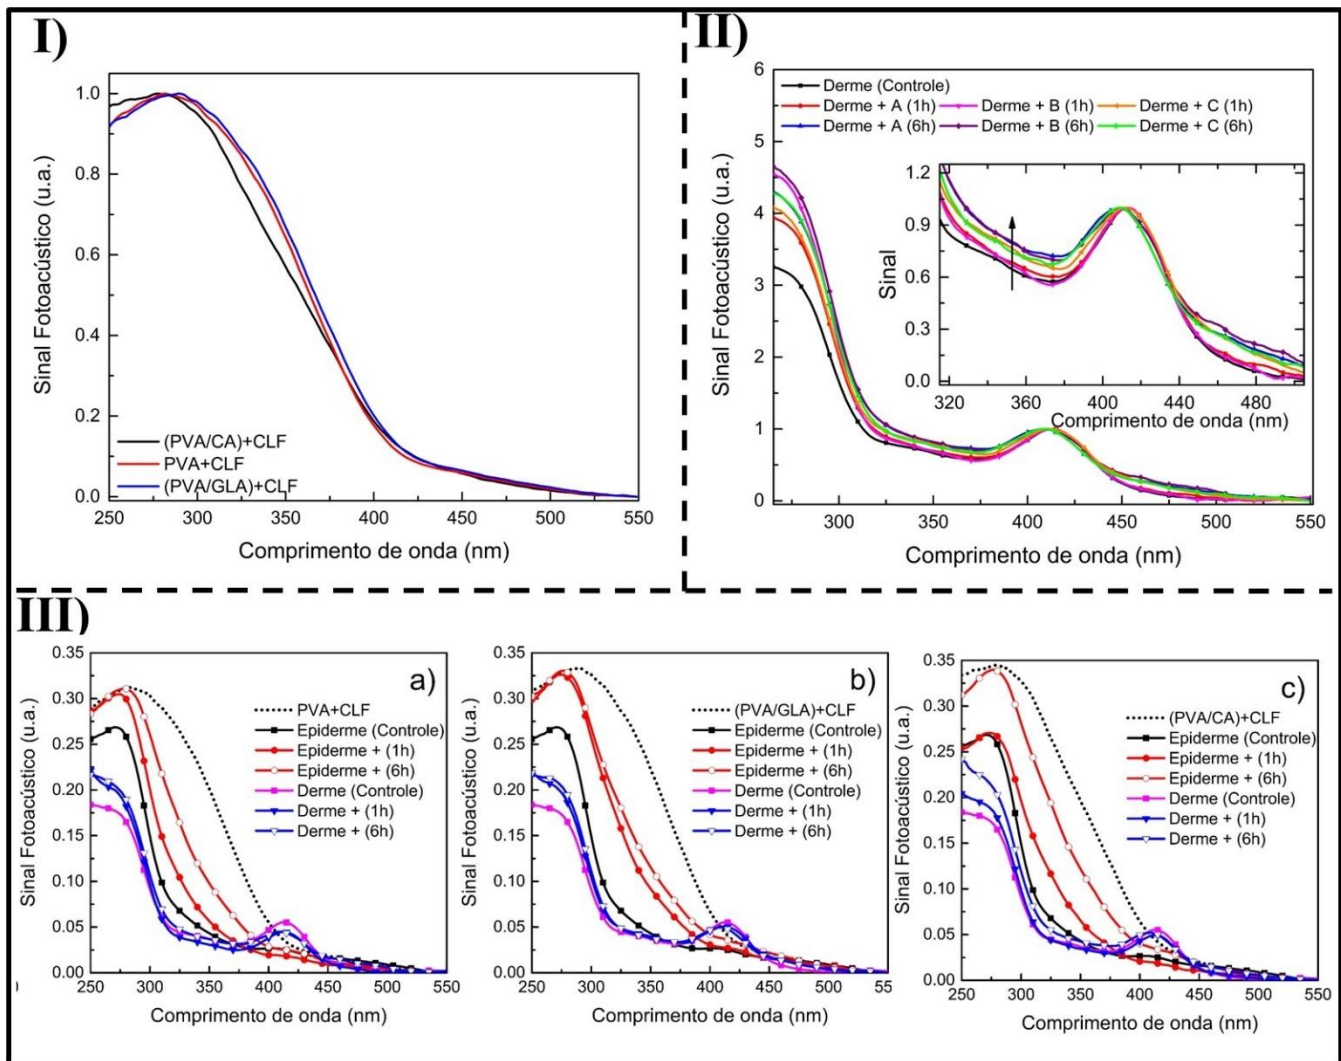 I)
1.0
0.8
0.6
0.4
0.2
0.0
Sinal Fotoacústico (u.a.)
(PVA/CA)+CLF
PVA+CLF
(PVA/GLA)+CLF
250 300 350 400 450 500 550
Comprimento de onda (nm)
II)
6
5
4
3
2
1
0
Sinal Fotoacústico (u.a.)
Derme (Controle)
Derme + A (1h) Derme + B (1h) Derme + C (1h)
Derme + A (6h) Derme + B (6h) Derme + C (6h)
1.2
0.9
0.6
0.3
0.0
Sinal
320 360 400 440 480
Comprimento de onda (nm)
300 350 400 450 500 550
Comprimento de onda (nm)
III)
0.35
0.30
0.25
0.20
0.15
0.10
0.05
0.00
Sinal Fotoacústico (u.a.)
a)
PVA+CLF
Epiderme (Controle)
Epiderme + (1h)
Epiderme + (6h)
Derme (Controle)
Derme + (1h)
Derme + (6h)
250 300 350 400 450 500 550
Comprimento de onda (nm)
0.35
0.30
0.25
0.20
0.15
0.10
0.05
0.00
Sinal Fotoacústico (u.a.)
b)
(PVA/GLA)+CLF
Epiderme (Controle)
Epiderme + (1h)
Epiderme + (6h)
Derme (Controle)
Derme + (1h)
Derme + (6h)
250 300 350 400 450 500 55
Comprimento de onda (nm)
0.35
0.30
0.25
0.20
0.15
0.10
0.05
0.00
Sinal Fotoacústico (u.a.)
c)
(PVA/CA)+CLF
Epiderme (Controle)
Epiderme + (1h)
Epiderme + (6h)
Derme (Controle)
Derme + (1h)
Derme + (6h)
250 300 350 400 450 500 550
Comprimento de onda (nm)